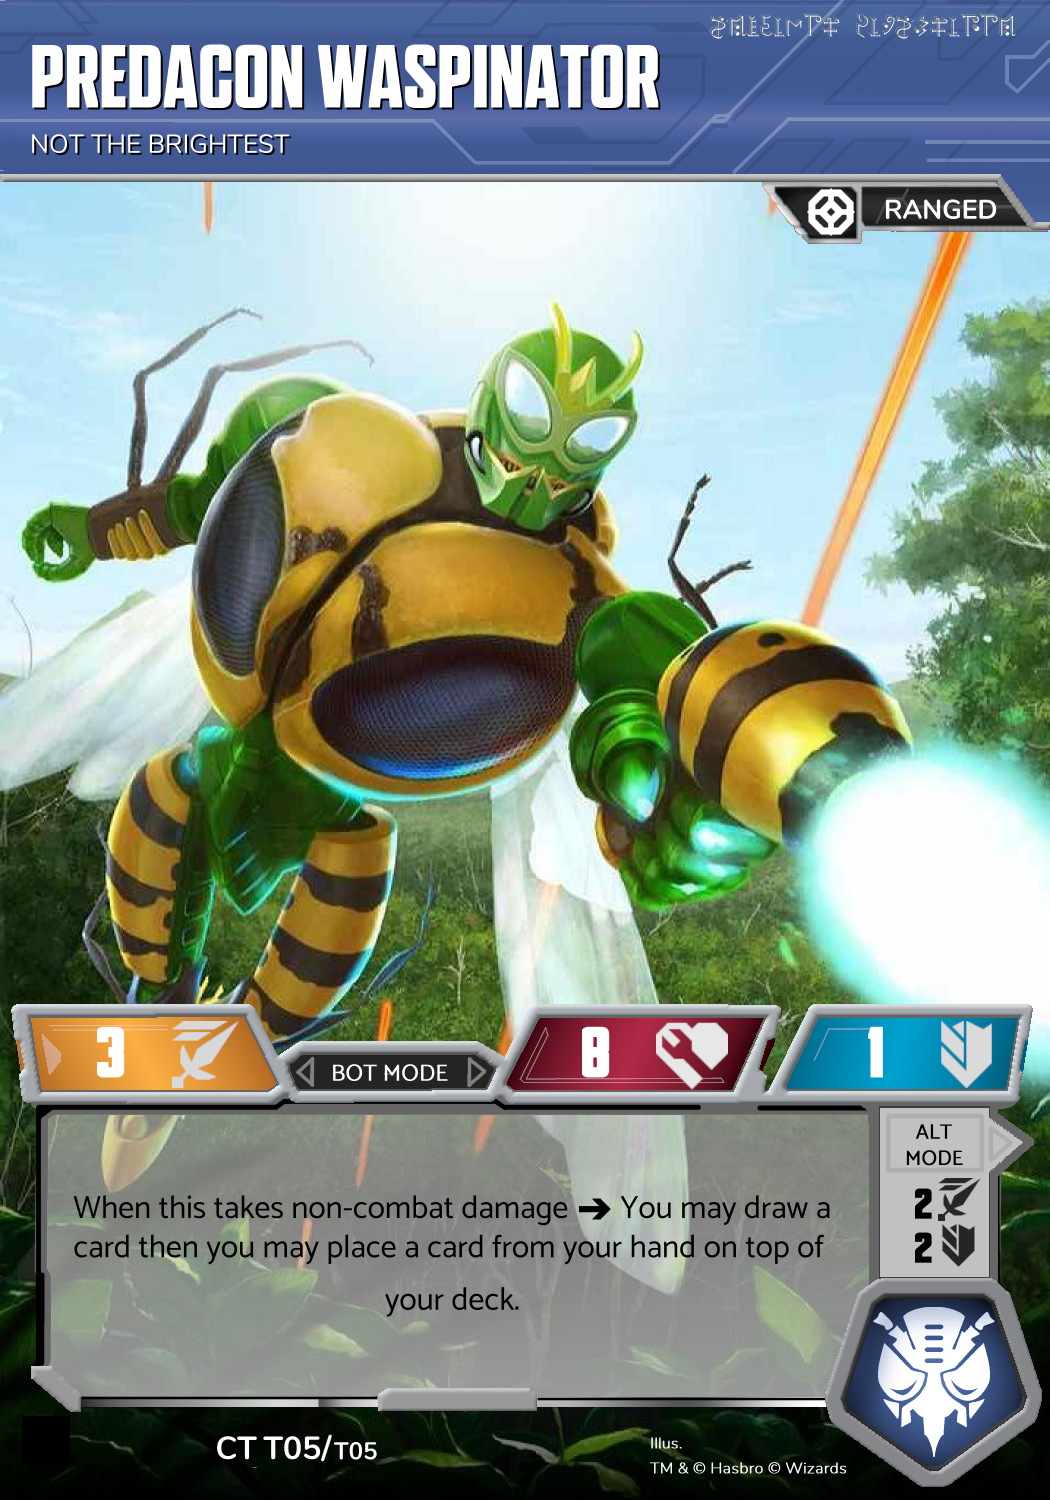 PREDACON WASPINATOR
NOT THE BRIGHTEST
RANGED
3
BOT MODE
8
1
ALT
MODE
2
2
When this takes non-combat damage ➔ You may draw a
card then you may place a card from your hand on top of
your deck.
CT T05/T05
Illus.
TM & © Hasbro © Wizards